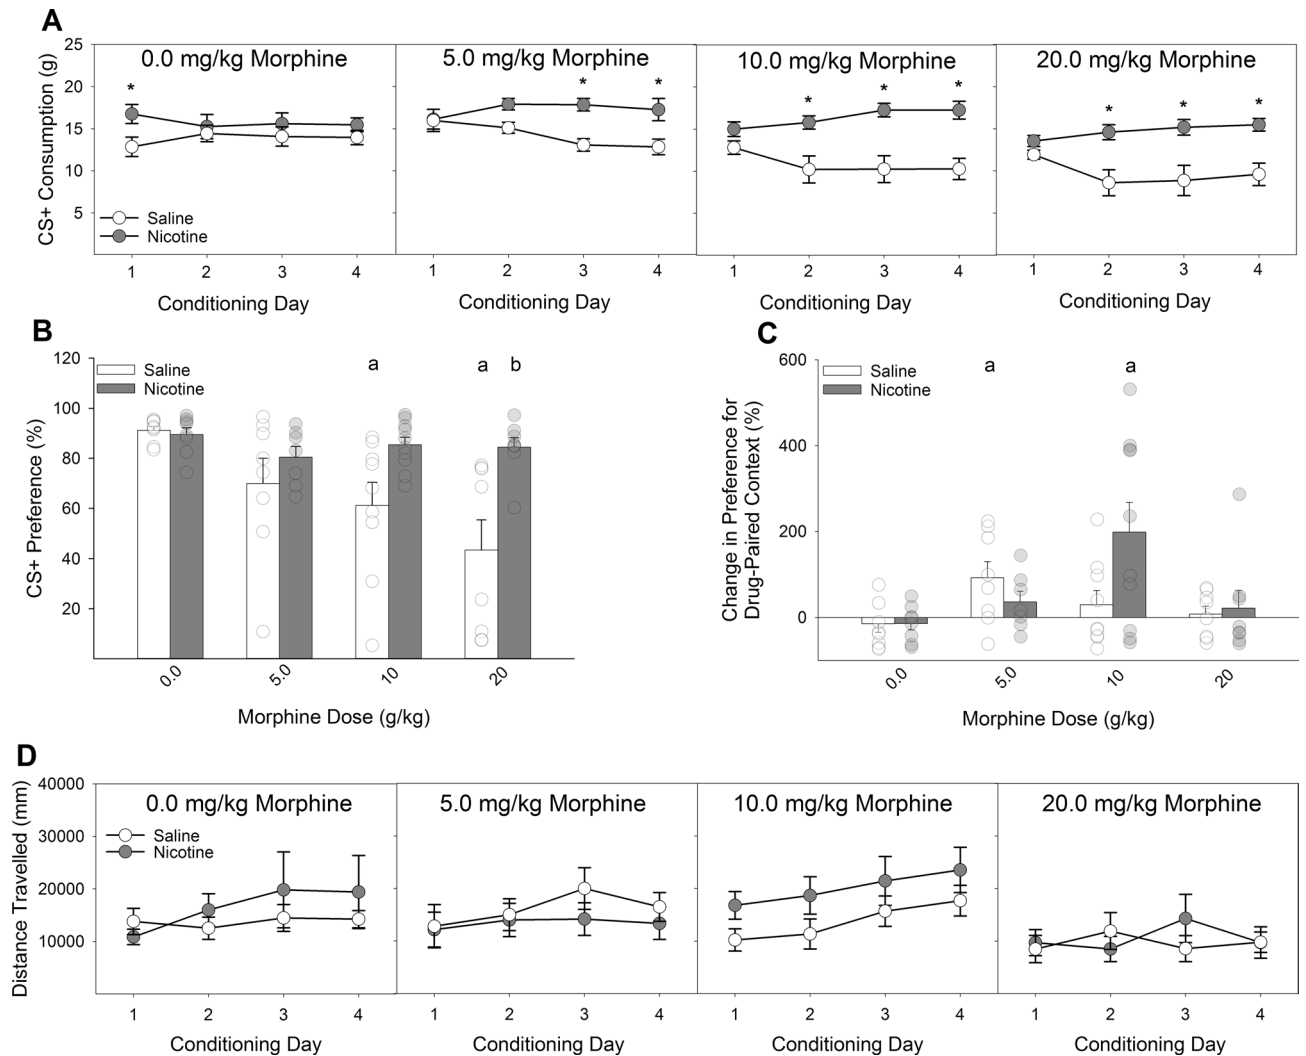 A
CS+ Consumption (g)
25
20
15
10
5
0.0 mg/kg Morphine
5.0 mg/kg Morphine
10.0 mg/kg Morphine
20.0 mg/kg Morphine
*
* *
* * *
* * *
Saline
Nicotine
1 2 3 4
1 2 3 4
1 2 3 4
1 2 3 4
Conditioning Day
Conditioning Day
Conditioning Day
Conditioning Day
B
CS+ Preference (%)
120
100
80
60
40
20
Saline
Nicotine
a
a b
0.0 5.0 10 20
Morphine Dose (g/kg)
C
Change in Preference for
Drug-Paired Context (%)
600
400
200
0
Saline
Nicotine
a
a
0.0 5.0 10 20
Morphine Dose (g/kg)
D
Distance Travelled (mm)
40000
30000
20000
10000
0.0 mg/kg Morphine
5.0 mg/kg Morphine
10.0 mg/kg Morphine
20.0 mg/kg Morphine
Saline
Nicotine
1 2 3 4
1 2 3 4
1 2 3 4
1 2 3 4
Conditioning Day
Conditioning Day
Conditioning Day
Conditioning Day